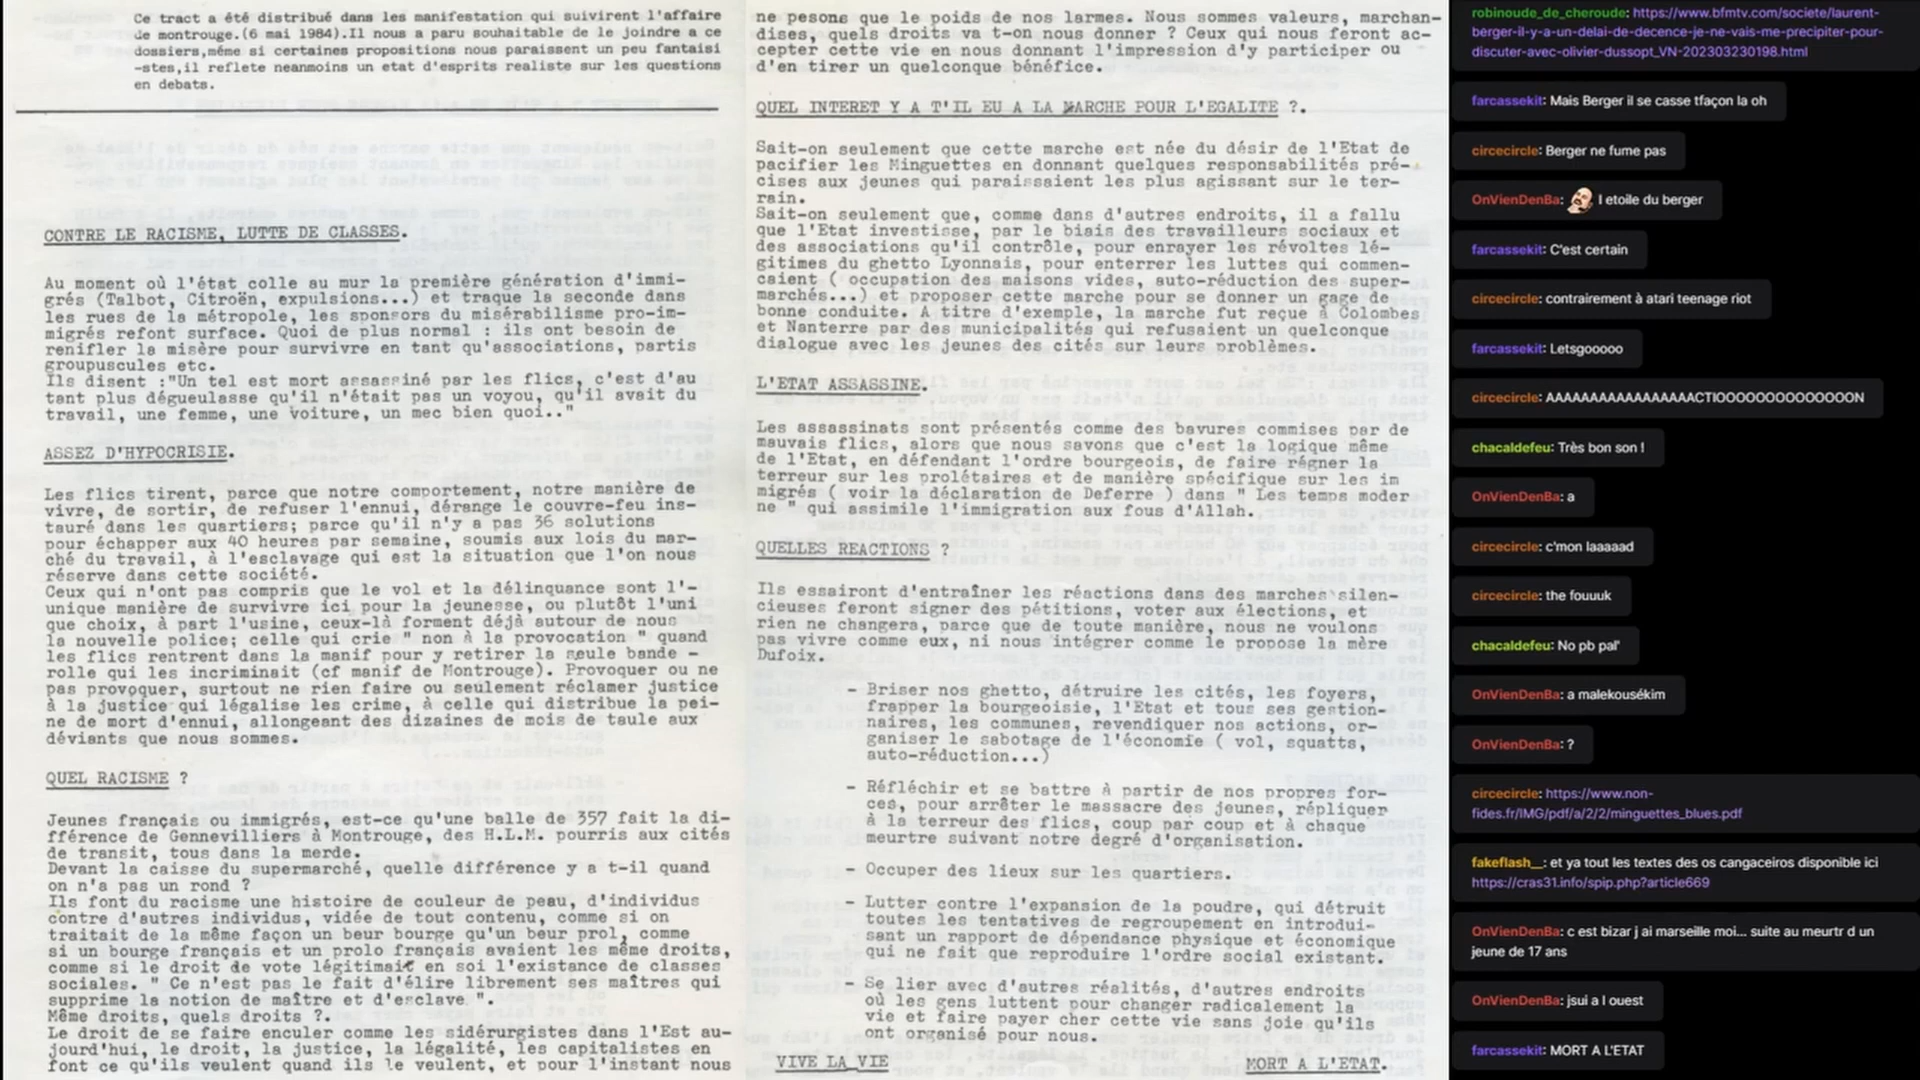 Ce tract a été distribué dans les manifestation qui suivirent l'affaire
de montrouge.(6 mai 1984).Il nous a paru souhaitable de le joindre a ce
dossiers,même si certaines propositions nous paraissent un peu fantaisi
-stes,il reflete neanmoins un etat d'esprits realiste sur les questions
en debats.
CONTRE LE RACISME, LUTTE DE CLASSES.
Au moment où l'état colle au mur la première génération d'immi-
grés (Talbot, Citroën, expulsions...) et traque la seconde dans
les rues de la métropole, les sponsors du misérabilisme pro-im-
migrés refont surface. Quoi de plus normal : ils ont besoin de
renifler la misère pour survivre en tant qu'associations, partis
groupuscules etc.
Ils disent :"Un tel est mort assassiné par les flics, c'est d'au
tant plus dégueulasse qu'il n'était pas un voyou, qu'il avait du
travail, une femme, une voiture, un mec bien quoi.."
ASSEZ D'HYPOCRISIE.
Les flics tirent, parce que notre comportement, notre manière de
vivre, de sortir, de refuser l'ennui, dérange le couvre-feu ins-
tauré dans les quartiers; parce qu'il n'y a pas 36 solutions
pour échapper aux 40 heures par semaine, soumis aux lois du mar-
ché du travail, à l'esclavage qui est la situation que l'on nous
réserve dans cette société.
Ceux qui n'ont pas compris que le vol et la délinquance sont l'-
unique manière de survivre ici pour la jeunesse, ou plutôt l'uni
que choix, à part l'usine, ceux-là forment déjà autour de nous
la nouvelle police; celle qui crie " non à la provocation " quand
les flics rentrent dans la manif pour y retirer la seule bande -
rolle qui les incriminait (cf manif de Montrouge). Provoquer ou ne
pas provoquer, surtout ne rien faire ou seulement réclamer justice
à la justice qui légalise les crime, à celle qui distribue la pei-
ne de mort d'ennui, allongeant des dizaines de mois de taule aux
déviants que nous sommes.
QUEL RACISME ?
Jeunes français ou immigrés, est-ce qu'une balle de 357 fait la di-
fférence de Gennevilliers à Montrouge, des H.L.M. pourris aux cités
de transit, tous dans la merde.
Devant la caisse du supermarché, quelle différence y a t-il quand
on n'a pas un rond ?
Ils font du racisme une histoire de couleur de peau, d'individus
contre d'autres individus, vidée de tout contenu, comme si on
traitait de la même façon un beur bourge qu'un beur prol, comme
si un bourge français et un prolo français avaient les même droits,
comme si le droit de vote légitimait en soi l'existance de classes
sociales. " Ce n'est pas le fait d'élire librement ses maîtres qui
supprime la notion de maître et d'esclave ".
Même droits, quels droits ?.
Le droit de se faire enculer comme les sidérurgistes dans l'Est au-
jourd'hui, le droit, la justice, la légalité, les capitalistes en
font ce qu'ils veulent quand ils le veulent, et pour l'instant nous
ne pesons que le poids de nos larmes. Nous sommes valeurs, marchan-
dises, quels droits va t-on nous donner ? Ceux qui nous feront ac-
cepter cette vie en nous donnant l'impression d'y participer ou
d'en tirer un quelconque bénéfice.
QUEL INTERET Y A T'IL EU A LA MARCHE POUR L'EGALITE ?.
Sait-on seulement que cette marche est née du désir de l'Etat de
pacifier les Minguettes en donnant quelques responsabilités pré-
cises aux jeunes qui paraissaient les plus agissant sur le ter-
rain.
Sait-on seulement que, comme dans d'autres endroits, il a fallu
que l'Etat investisse, par le biais des travailleurs sociaux et
des associations qu'il contrôle, pour enrayer les révoltes lé-
gitimes du ghetto Lyonnais, pour enterrer les luttes qui commen-
caient ( occupation des maisons vides, auto-réduction des super-
marchés...) et proposer cette marche pour se donner un gage de
bonne conduite. A titre d'exemple, la marche fut reçue à Colombes
et Nanterre par des municipalités qui refusaient un quelconque
dialogue avec les jeunes des cités sur leurs problèmes.
L'ETAT ASSASSINE.
Les assassinats sont présentés comme des bavures commises par de
mauvais flics, alors que nous savons que c'est la logique même
de l'Etat, en défendant l'ordre bourgeois, de faire régner la
terreur sur les prolétaires et de manière spécifique sur les im
migrés ( voir la déclaration de Deferre ) dans " Les temps moder
ne " qui assimile l'immigration aux fous d'Allah.
QUELLES REACTIONS ?
Ils essairont d'entraîner les réactions dans des marches silen-
cieuses feront signer des pétitions, voter aux élections, et
rien ne changera, parce que de toute manière, nous ne voulons
pas vivre comme eux, ni nous intégrer comme le propose la mère
Dufoix.
- Briser nos ghetto, détruire les cités, les foyers,
frapper la bourgeoisie, l'Etat et tous ses gestion-
naires, les communes, revendiquer nos actions, or-
ganiser le sabotage de l'économie ( vol, squatts,
auto-réduction...)
- Réfléchir et se battre à partir de nos propres for-
ces, pour arrêter le massacre des jeunes, répliquer
à la terreur des flics, coup par coup et à chaque
meurtre suivant notre degré d'organisation.
- Occuper des lieux sur les quartiers.
- Lutter contre l'expansion de la poudre, qui détruit
toutes les tentatives de regroupement en introdui-
sant un rapport de dépendance physique et économique
qui ne fait que reproduire l'ordre social existant.
- Se lier avec d'autres réalités, d'autres endroits
où les gens luttent pour changer radicalement la
vie et faire payer cher cette vie sans joie qu'ils
ont organisé pour nous.
VIVE LA VIE MORT A L'ETAT.
robinoude_de_cheroude: https://www.bfmtv.com/societe/laurent-
berger-il-y-a-un-delai-de-decence-je-ne-vais-me-precipiter-pour-
discuter-avec-olivier-dussopt_VN-202303230198.html
farcassekit: Mais Berger il se casse tfaçon la oh
circecircle: Berger ne fume pas
OnVienDenBa: l etoile du berger
farcassekit: C'est certain
circecircle: contrairement à atari teenage riot
farcassekit: Letsgooooo
circecircle: AAAAAAAAAAAAAAAAACTIOOOOOOOOOOOOOON
chacaldefeu: Très bon son !
OnVienDenBa: a
circecircle: c'mon laaaaad
circecircle: the fouuuk
chacaldefeu: No pb pal'
OnVienDenBa: a malekousékim
OnVienDenBa: ?
circecircle: https://www.non-
fides.fr/IMG/pdf/a/2/2/minguettes_blues.pdf
fakeflash__: et ya tout les textes des os cangaceiros disponible ici
https://cras31.info/spip.php?article669
OnVienDenBa: c est bizar j ai marseille moi... suite au meurtr d un
jeune de 17 ans
OnVienDenBa: jsui a l ouest
farcassekit: MORT A L'ETAT